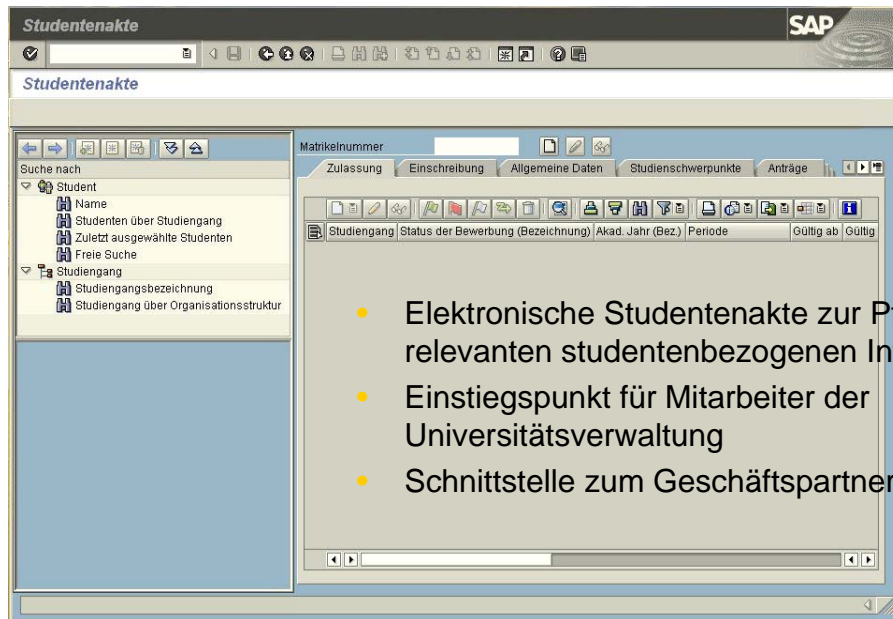 Studentenakte
SAP
Studentenakte
Matrikelnummer
Suche nach
Zulassung Einschreibung Allgemeine Daten Studienschwerpunkte Anträge
Student
Name
Studenten über Studiengang
Zuletzt ausgewählte Studenten
Freie Suche
Studiengang
Studiengangsbezeichnung
Studiengang über Organisationsstruktur
Studiengang Status der Bewerbung (Bezeichnung) Akad. Jahr (Bez.) Periode Gültig ab Gültig
• Elektronische Studentenakte zur
relevanten studentenbezogenen
• Einstiegspunkt für Mitarbeiter der
Universitätsverwaltung
• Schnittstelle zum Geschäftspartner